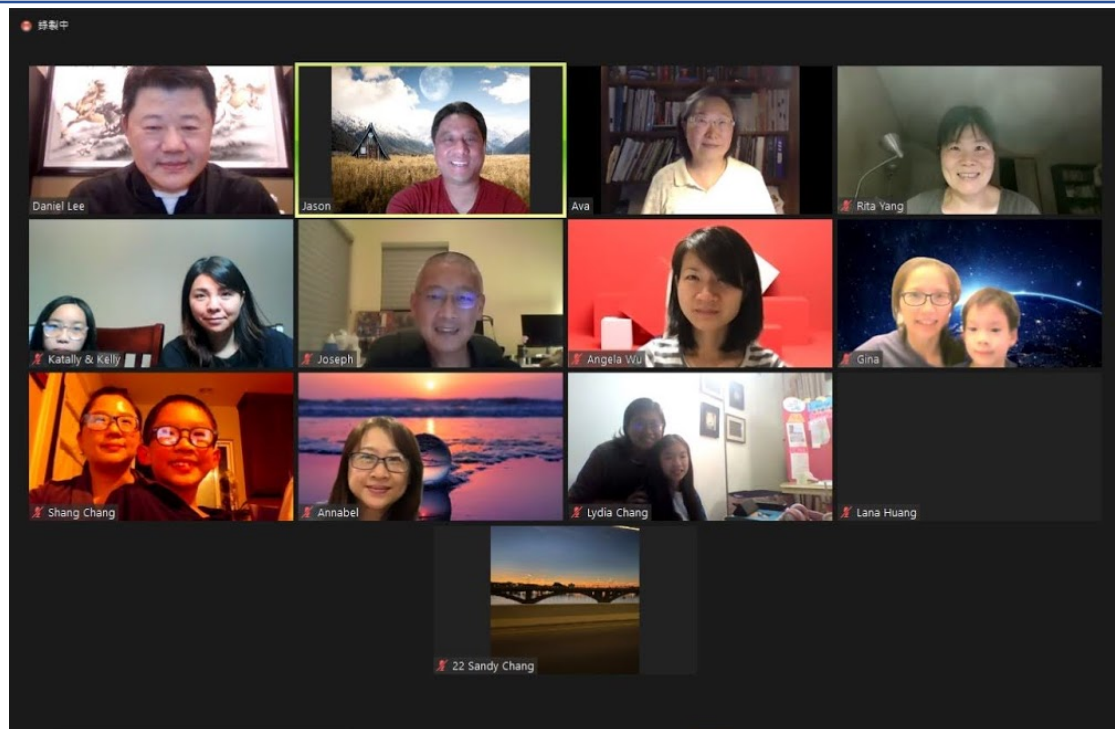 錄製中
Daniel Lee
Jason
Ava
Rita Yang
Katally & Kelly
Joseph
Angela Wu
Gina
Shang Chang
Annabel
Lydia Chang
Lana Huang
22 Sandy Chang